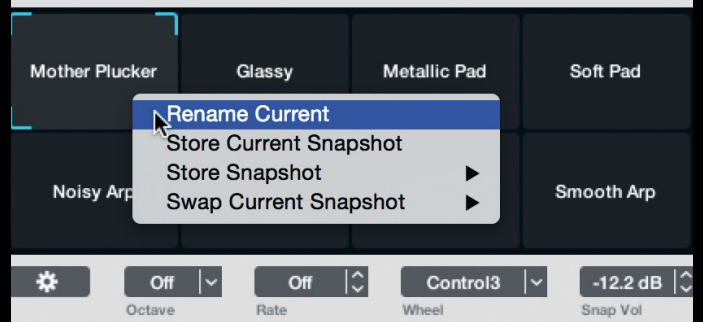 Mother Plucker
Glassy
Metallic Pad
Soft Pad
Rename Current
Store Current Snapshot
Store Snapshot
Swap Current Snapshot
Noisy Arp
Smooth Arp
Off
Off
Control3
-12.2 dB
Octave
Rate
Wheel
Snap Vol